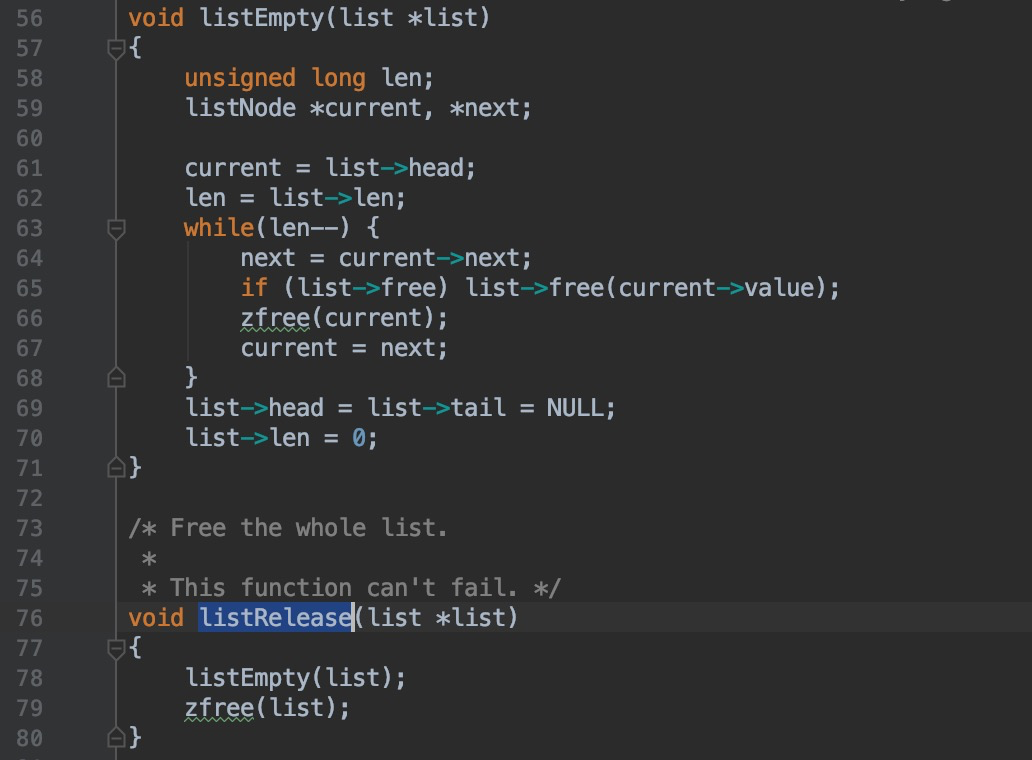 56 void listEmpty(list *list)
57 {
58     unsigned long len;
59     listNode *current, *next;
60
61     current = list->head;
62     len = list->len;
63     while(len--) {
64         next = current->next;
65         if (list->free) list->free(current->value);
66         zfree(current);
67         current = next;
68     }
69     list->head = list->tail = NULL;
70     list->len = 0;
71 }
72
73 /* Free the whole list.
74  *
75  * This function can't fail. */
76 void listRelease(list *list)
77 {
78     listEmpty(list);
79     zfree(list);
80 }